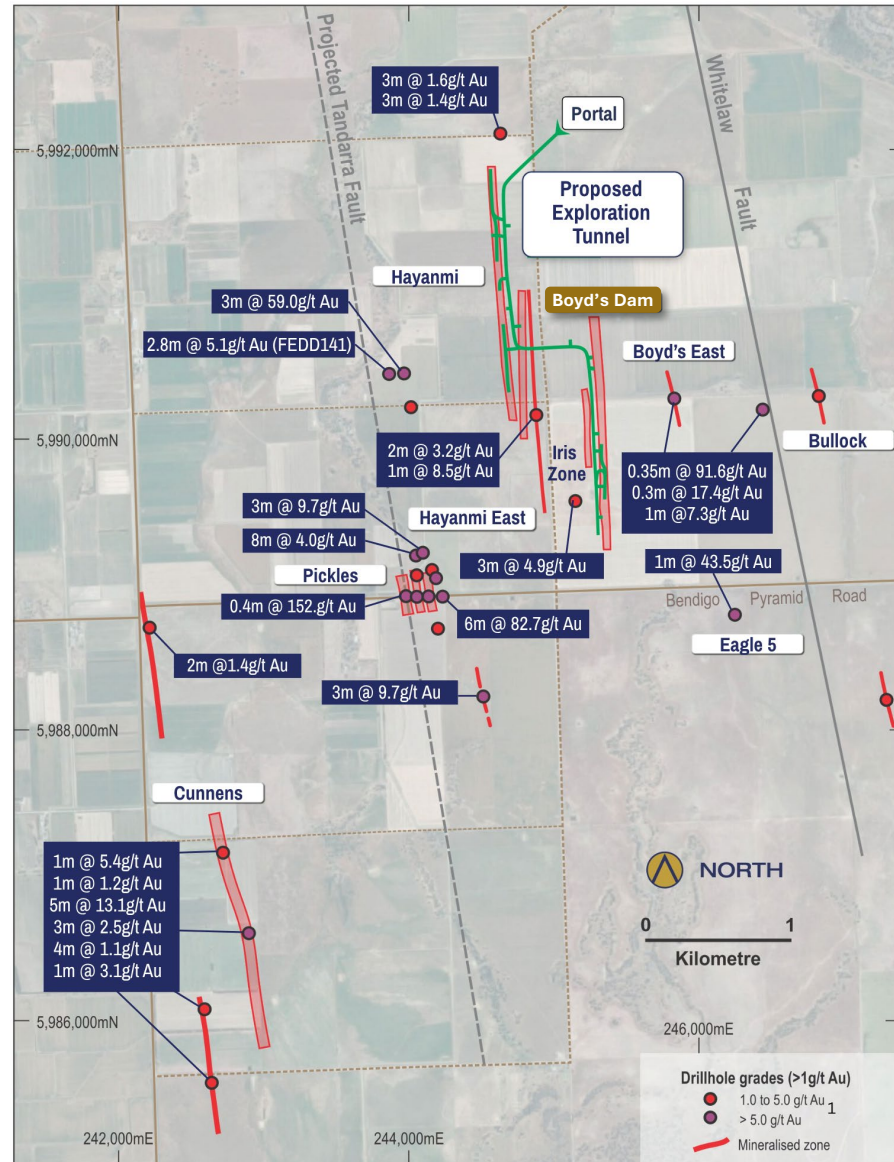 Projected Tandarra Fault
3m @ 1.6g/t Au
3m @ 1.4g/t Au
Portal
Whitelaw
Fault
5,992,000mN
Proposed
Exploration
Tunnel
Hayanmi
Boyd's Dam
3m @ 59.0g/t Au
2.8m @ 5.1g/t Au (FEDD141)
Boyd's East
5,990,000mN
Bullock
2m @ 3.2g/t Au
1m @ 8.5g/t Au
Iris
Zone
0.35m @ 91.6g/t Au
0.3m @ 17.4g/t Au
1m @7.3g/t Au
3m @ 9.7g/t Au
Hayanmi East
8m @ 4.0g/t Au
3m @ 4.9g/t Au
1m @ 43.5g/t Au
Pickles
0.4m @ 152.g/t Au
Bendigo Pyramid Road
6m @ 82.7g/t Au
Eagle 5
2m @1.4g/t Au
3m @ 9.7g/t Au
5,988,000mN
Cunnens
1m @ 5.4g/t Au
1m @ 1.2g/t Au
5m @ 13.1g/t Au
3m @ 2.5g/t Au
4m @ 1.1g/t Au
1m @ 3.1g/t Au
NORTH
0 1
Kilometre
5,986,000mN
246,000mE
Drillhole grades (>1g/t Au)
1.0 to 5.0 g/t Au 1
> 5.0 g/t Au
Mineralised zone
242,000mE
244,000mE